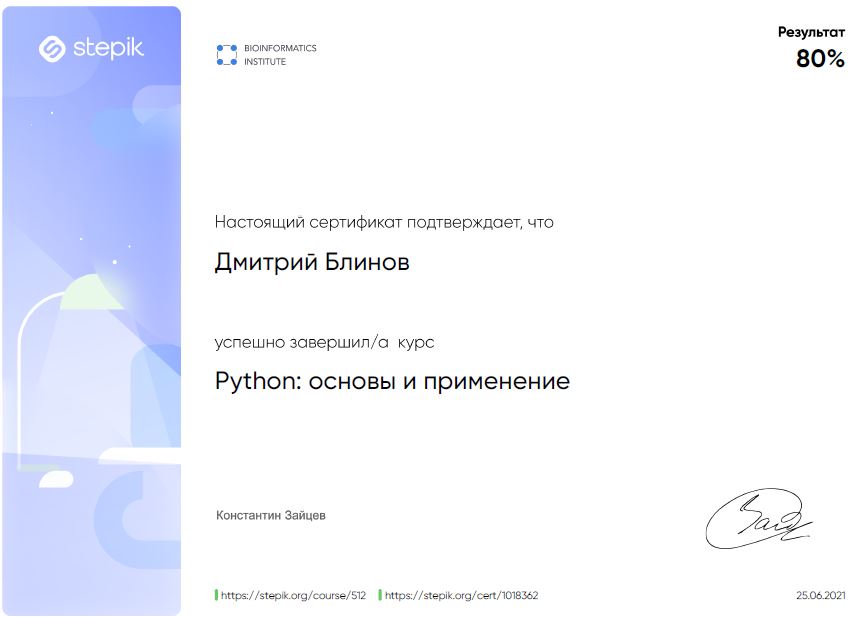 stepik
BIOINFORMATICS
INSTITUTE
Результат
80%
Настоящий сертификат подтверждает, что
Дмитрий Блинов
успешно завершил/а курс
Python: основы и применение
Константин Зайцев
https://stepik.org/course/512 https://stepik.org/cert/1018362
25.06.2021